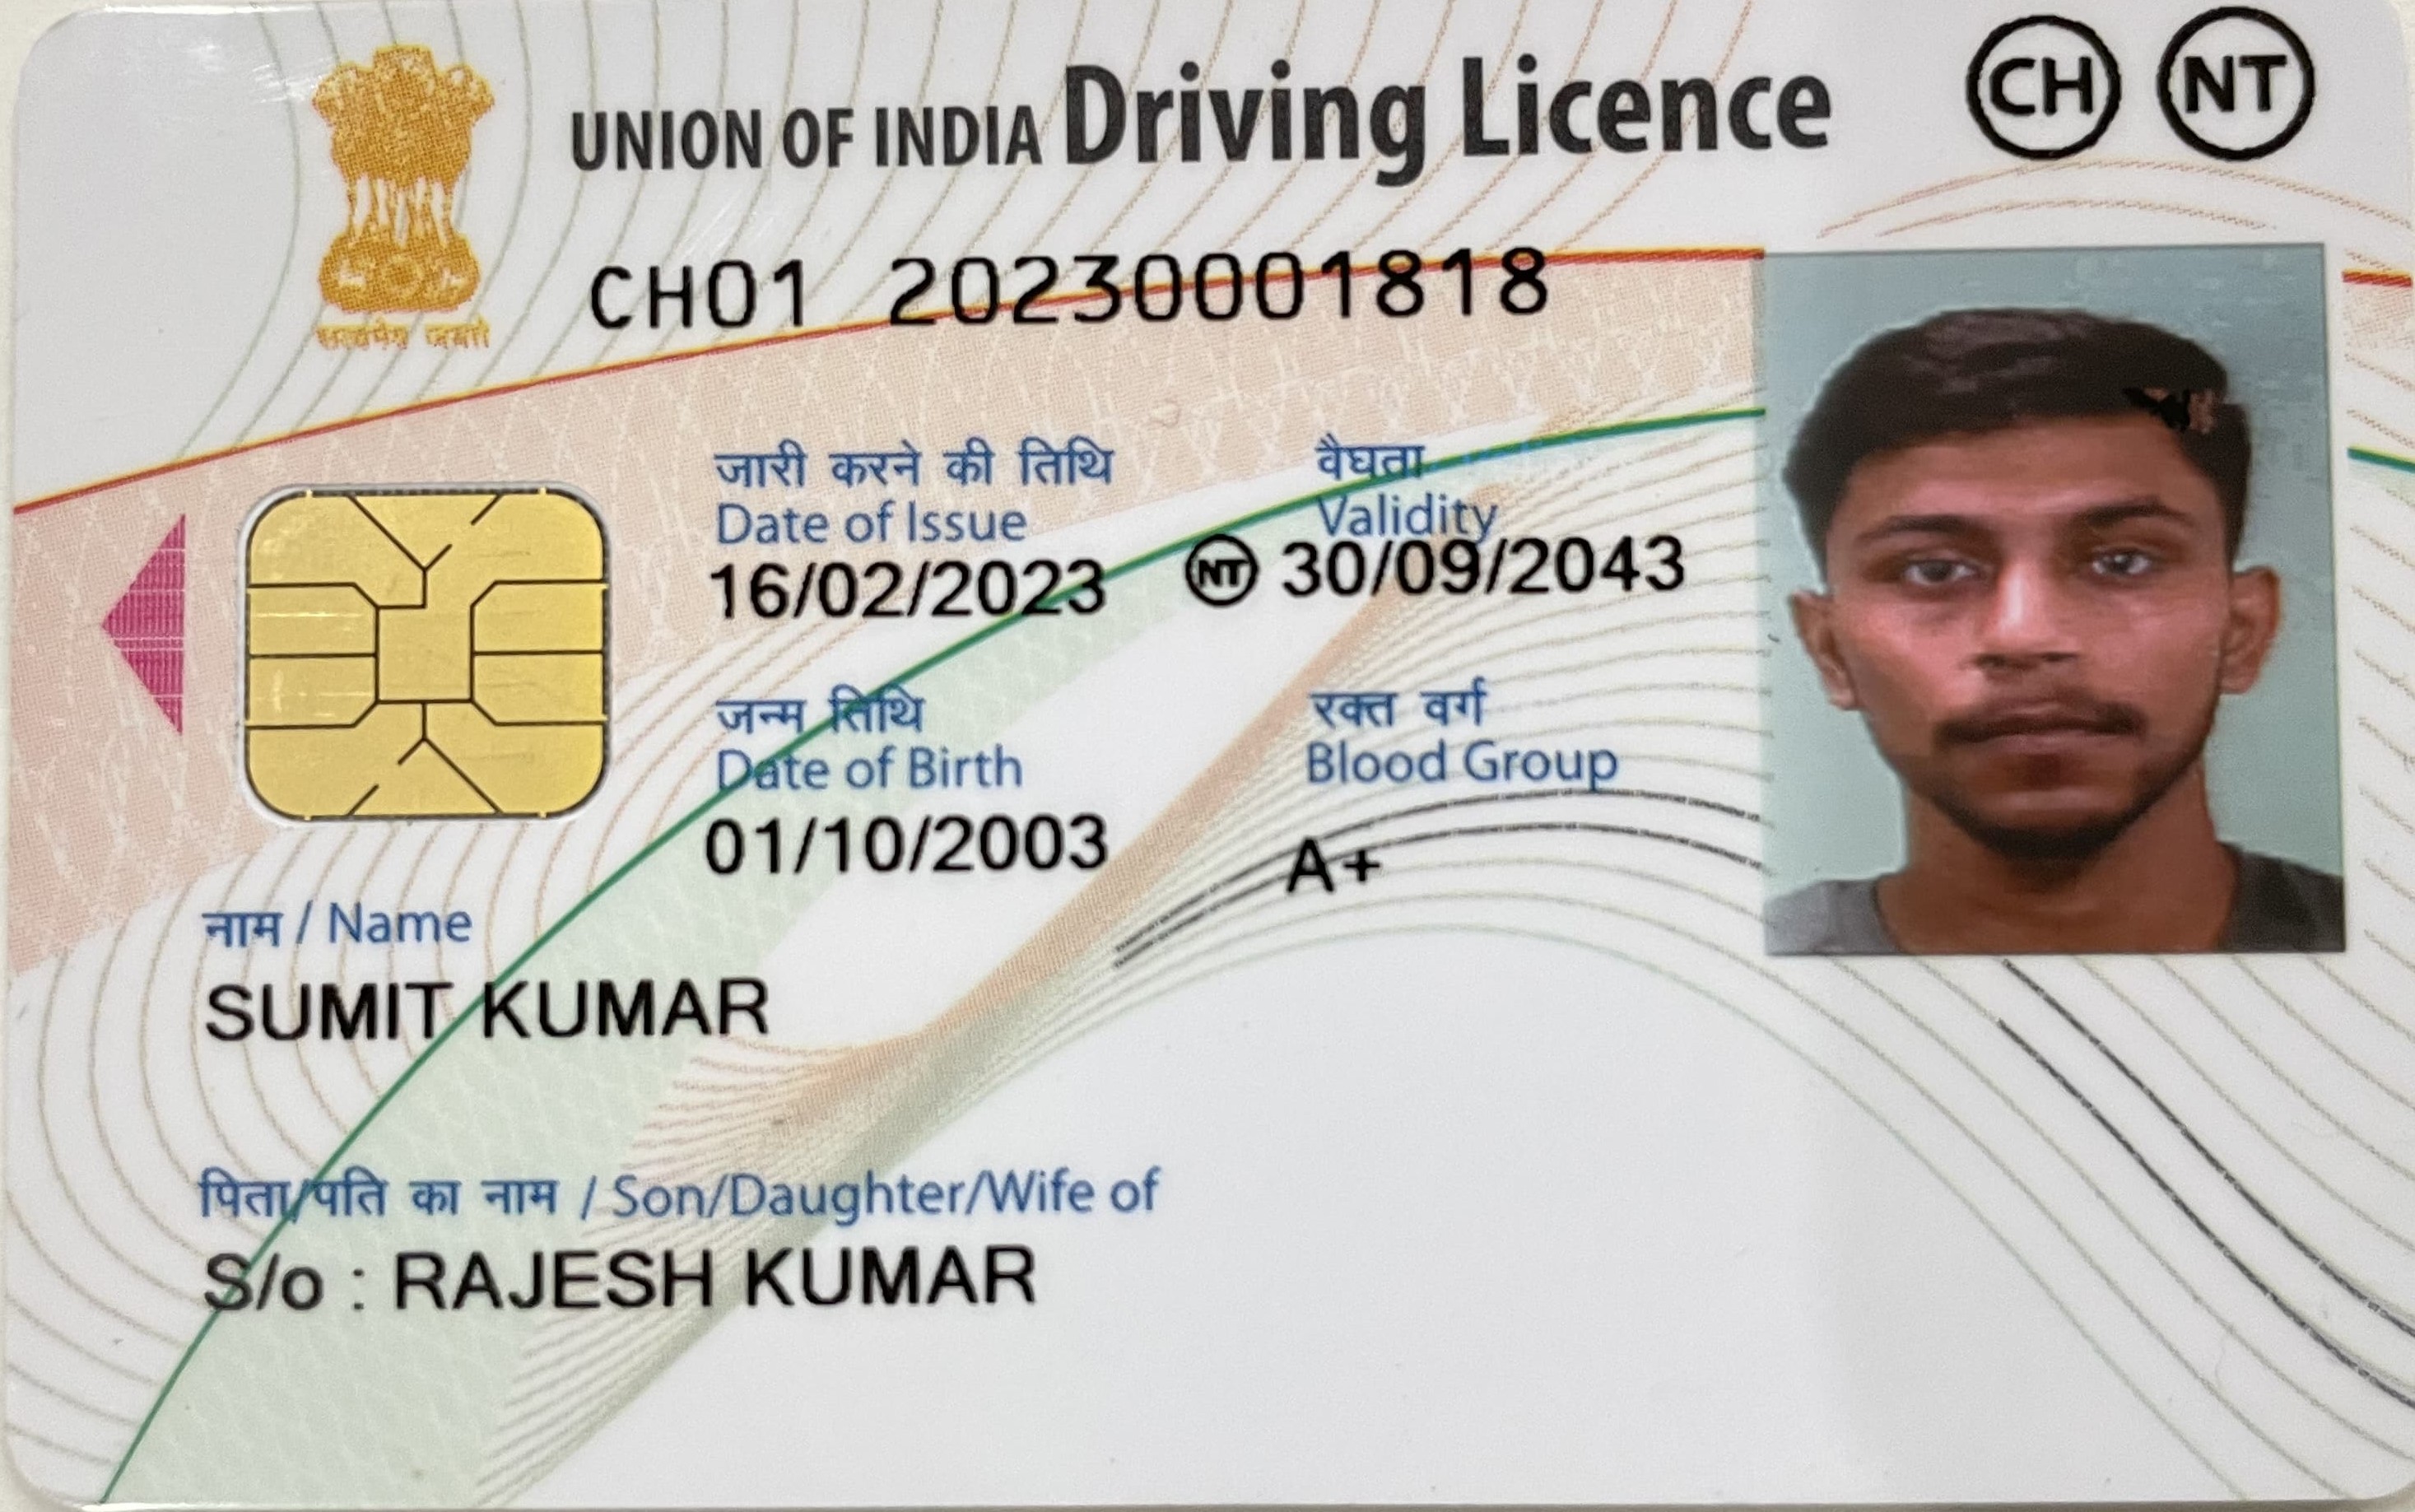 UNION OF INDIA Driving Licence CH NT
सत्यमेव जयते
CH01 20230001818
जारी करने की तिथि वैघता
Date of Issue Validity
16/02/2023 NT 30/09/2043
जन्म तिथि रक्त वर्ग
Date of Birth Blood Group
01/10/2003 A+
नाम / Name
SUMIT KUMAR
पिता/पति का नाम / Son/Daughter/Wife of
S/o : RAJESH KUMAR